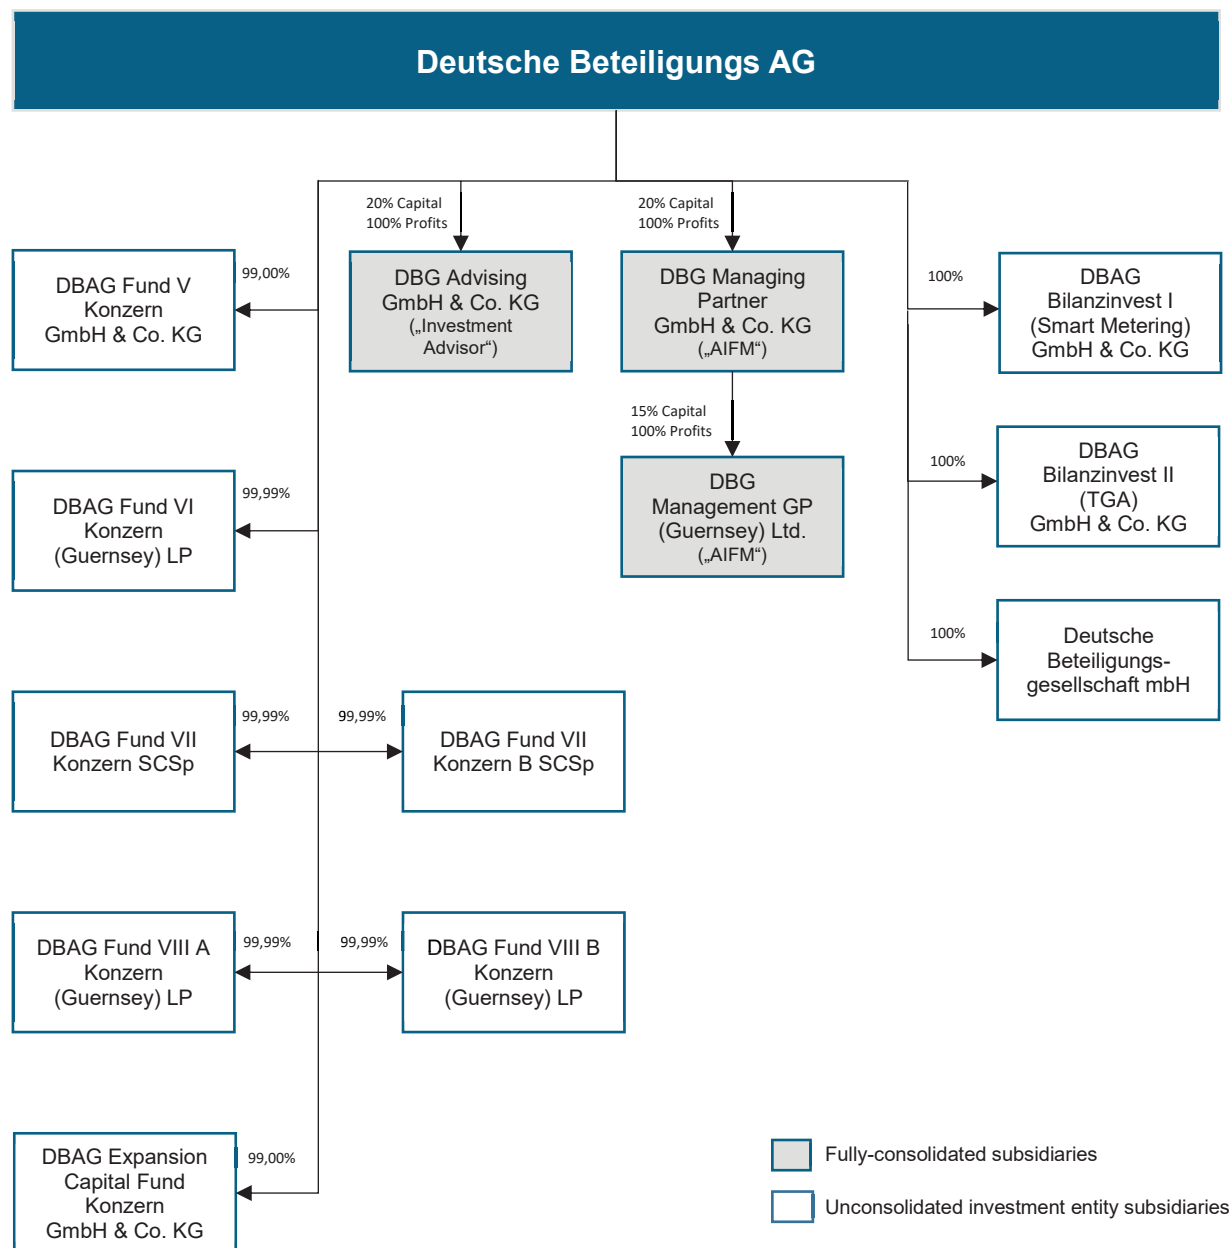 Deutsche Beteiligungs AG
20% Capital
100% Profits
20% Capital
100% Profits
DBAG Fund V
Konzern
GmbH & Co. KG
99,00%
DBG Advising
GmbH & Co. KG
(„Investment
Advisor“)
DBG Managing
Partner
GmbH & Co. KG
(„AIFM“)
100%
DBAG
Bilanzinvest I
(Smart Metering)
GmbH & Co. KG
15% Capital
100% Profits
DBAG Fund VI
Konzern
(Guernsey) LP
99,99%
DBG
Management GP
(Guernsey) Ltd.
(„AIFM“)
100%
DBAG
Bilanzinvest II
(TGA)
GmbH & Co. KG
100%
Deutsche
Beteiligungs-
gesellschaft mbH
DBAG Fund VII
Konzern SCSp
99,99%
99,99%
DBAG Fund VII
Konzern B SCSp
DBAG Fund VIII A
Konzern
(Guernsey) LP
99,99%
99,99%
DBAG Fund VIII B
Konzern
(Guernsey) LP
DBAG Expansion
Capital Fund
Konzern
GmbH & Co. KG
99,00%
Fully-consolidated subsidiaries
Unconsolidated investment entity subsidiaries